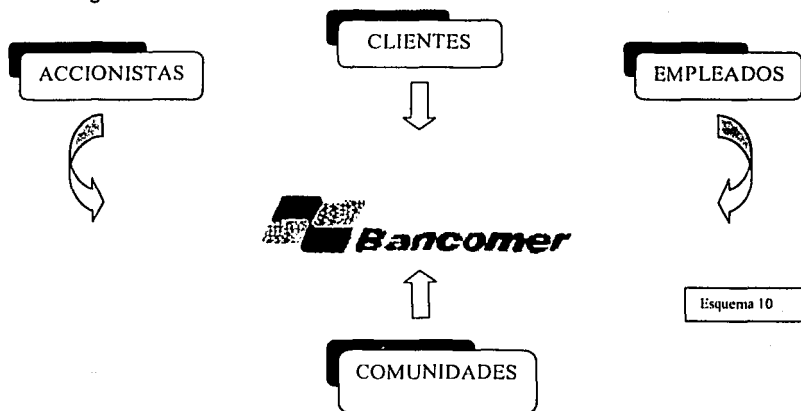 CLIENTES
ACCIONISTAS
EMPLEADOS
Bancomer
Esquema 10
COMUNIDADES